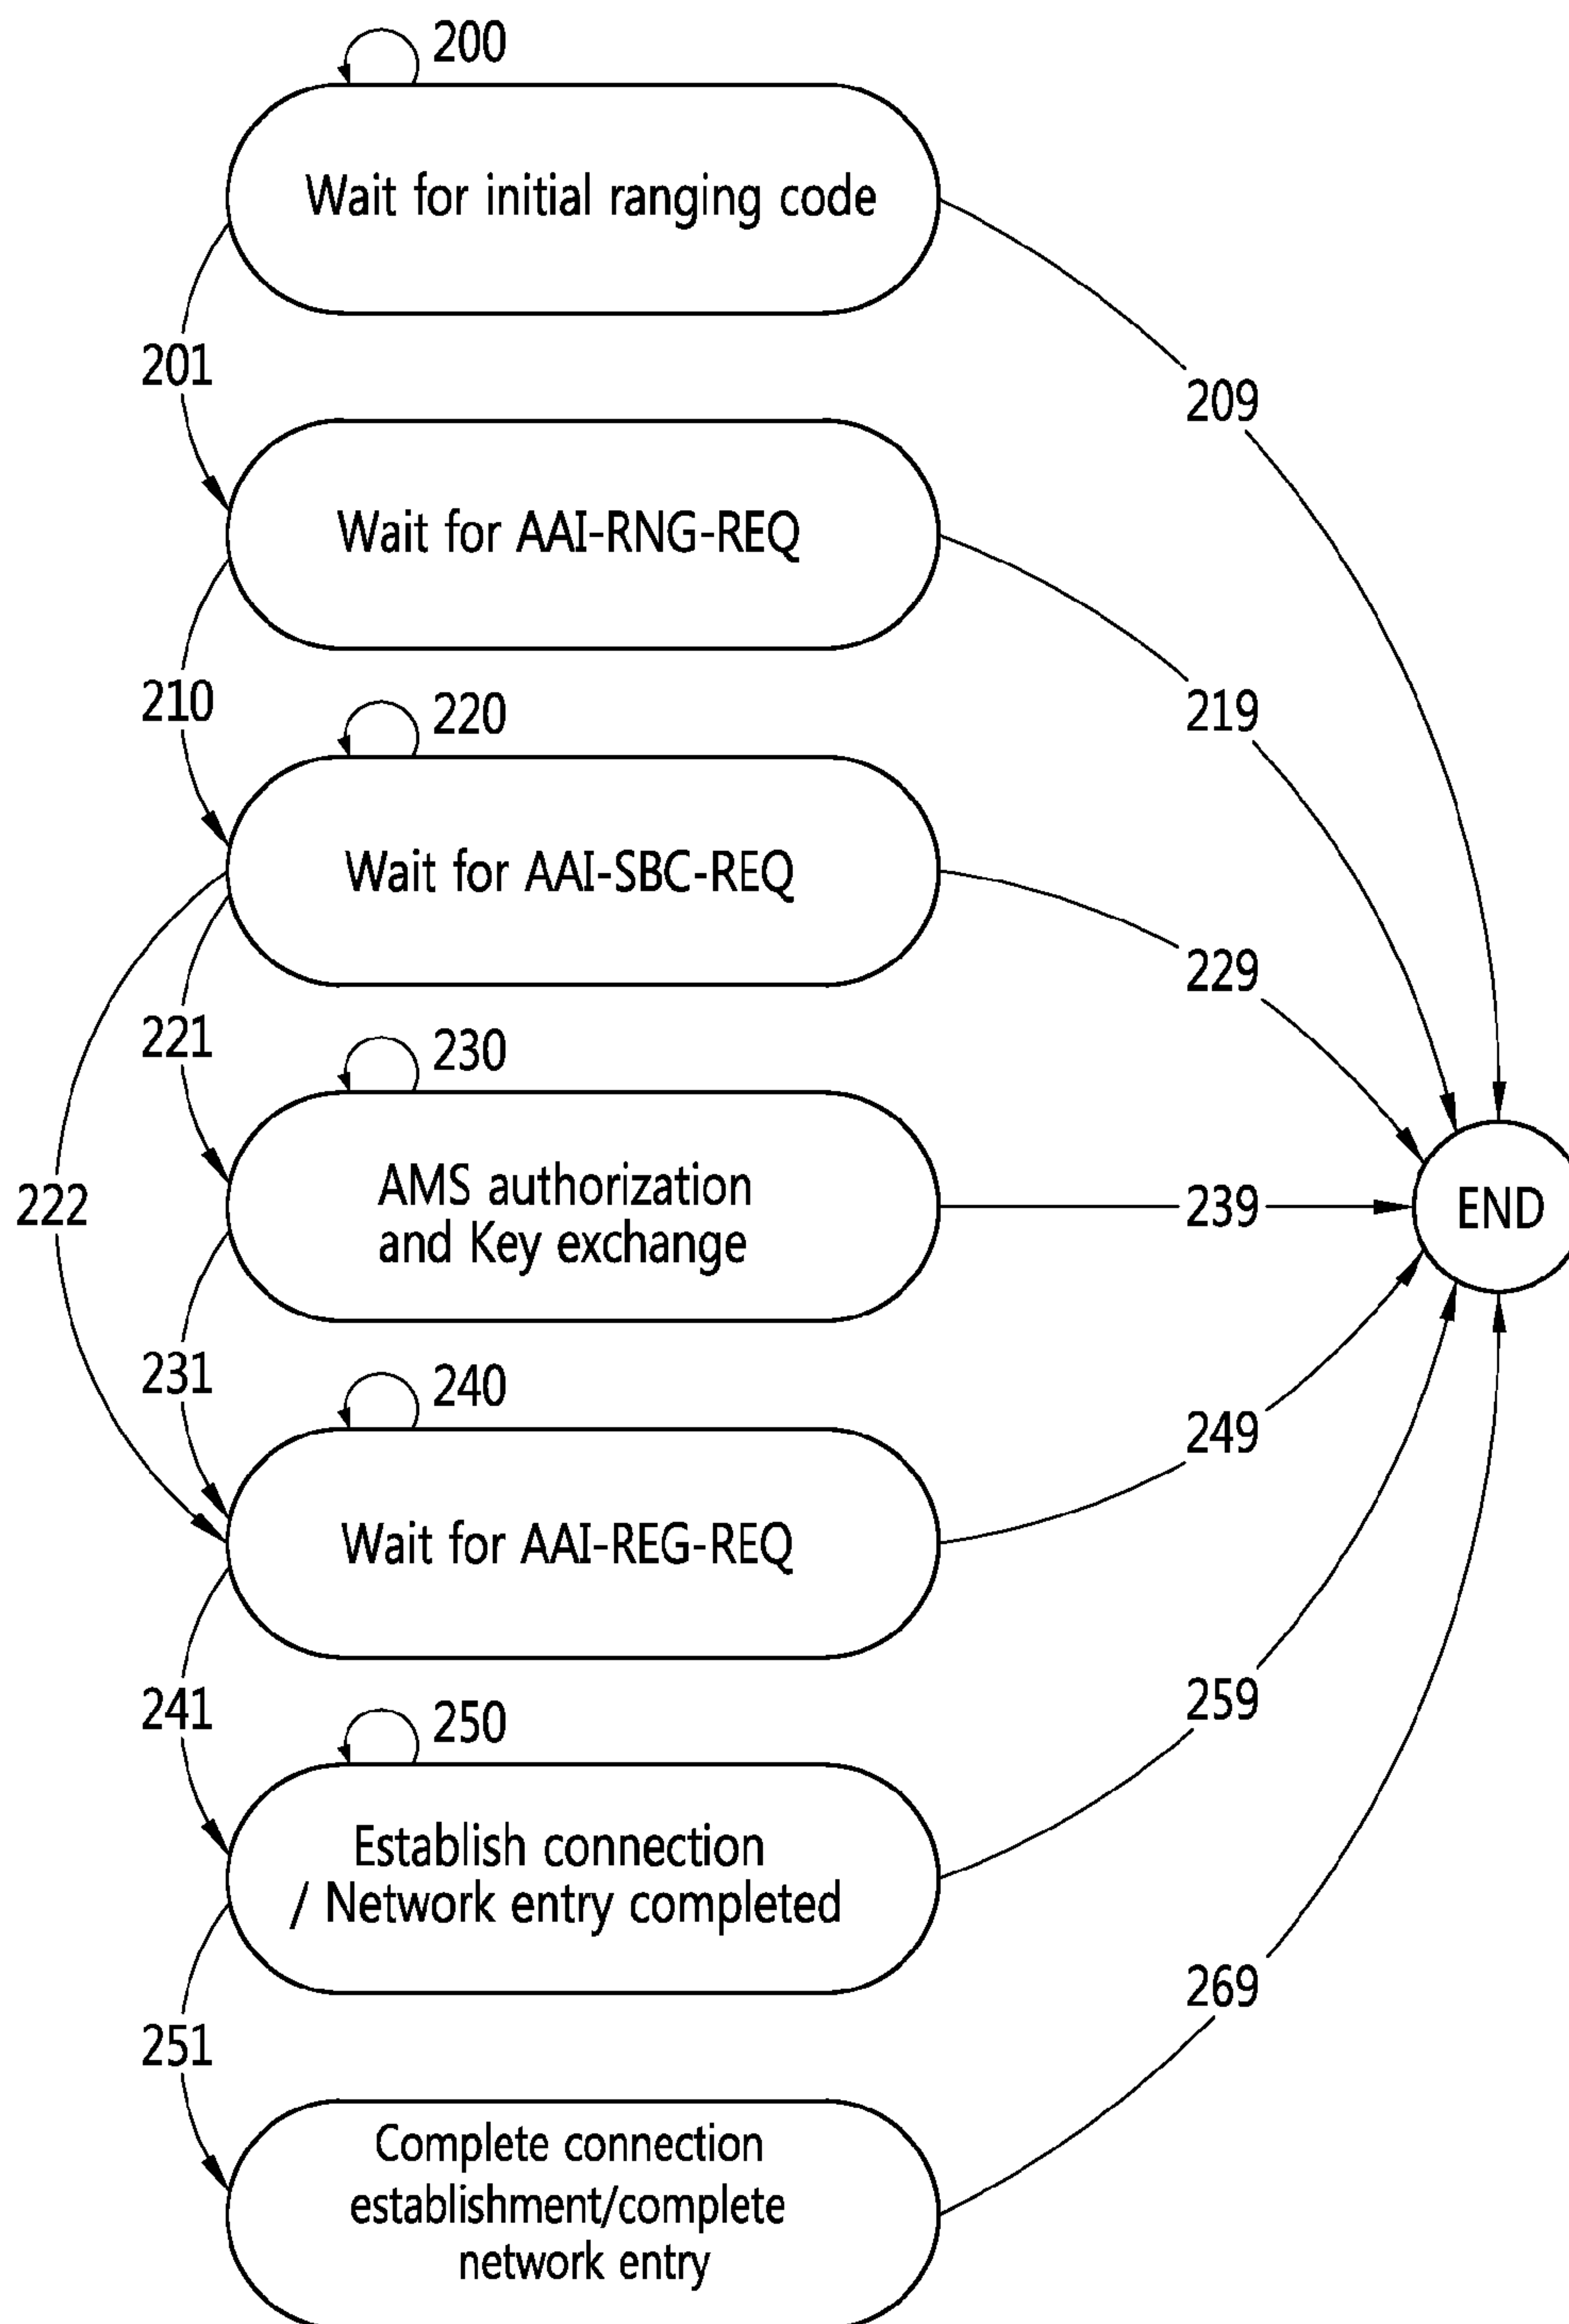 200
Wait for initial ranging code
201
209
Wait for AAI-RNG-REQ
210
219
220
Wait for AAI-SBC-REQ
229
221
230
AMS authorization
and Key exchange
222
239
END
231
240
249
Wait for AAI-REG-REQ
241
259
250
Establish connection
/ Network entry completed
269
251
Complete connection
establishment/complete
network entry